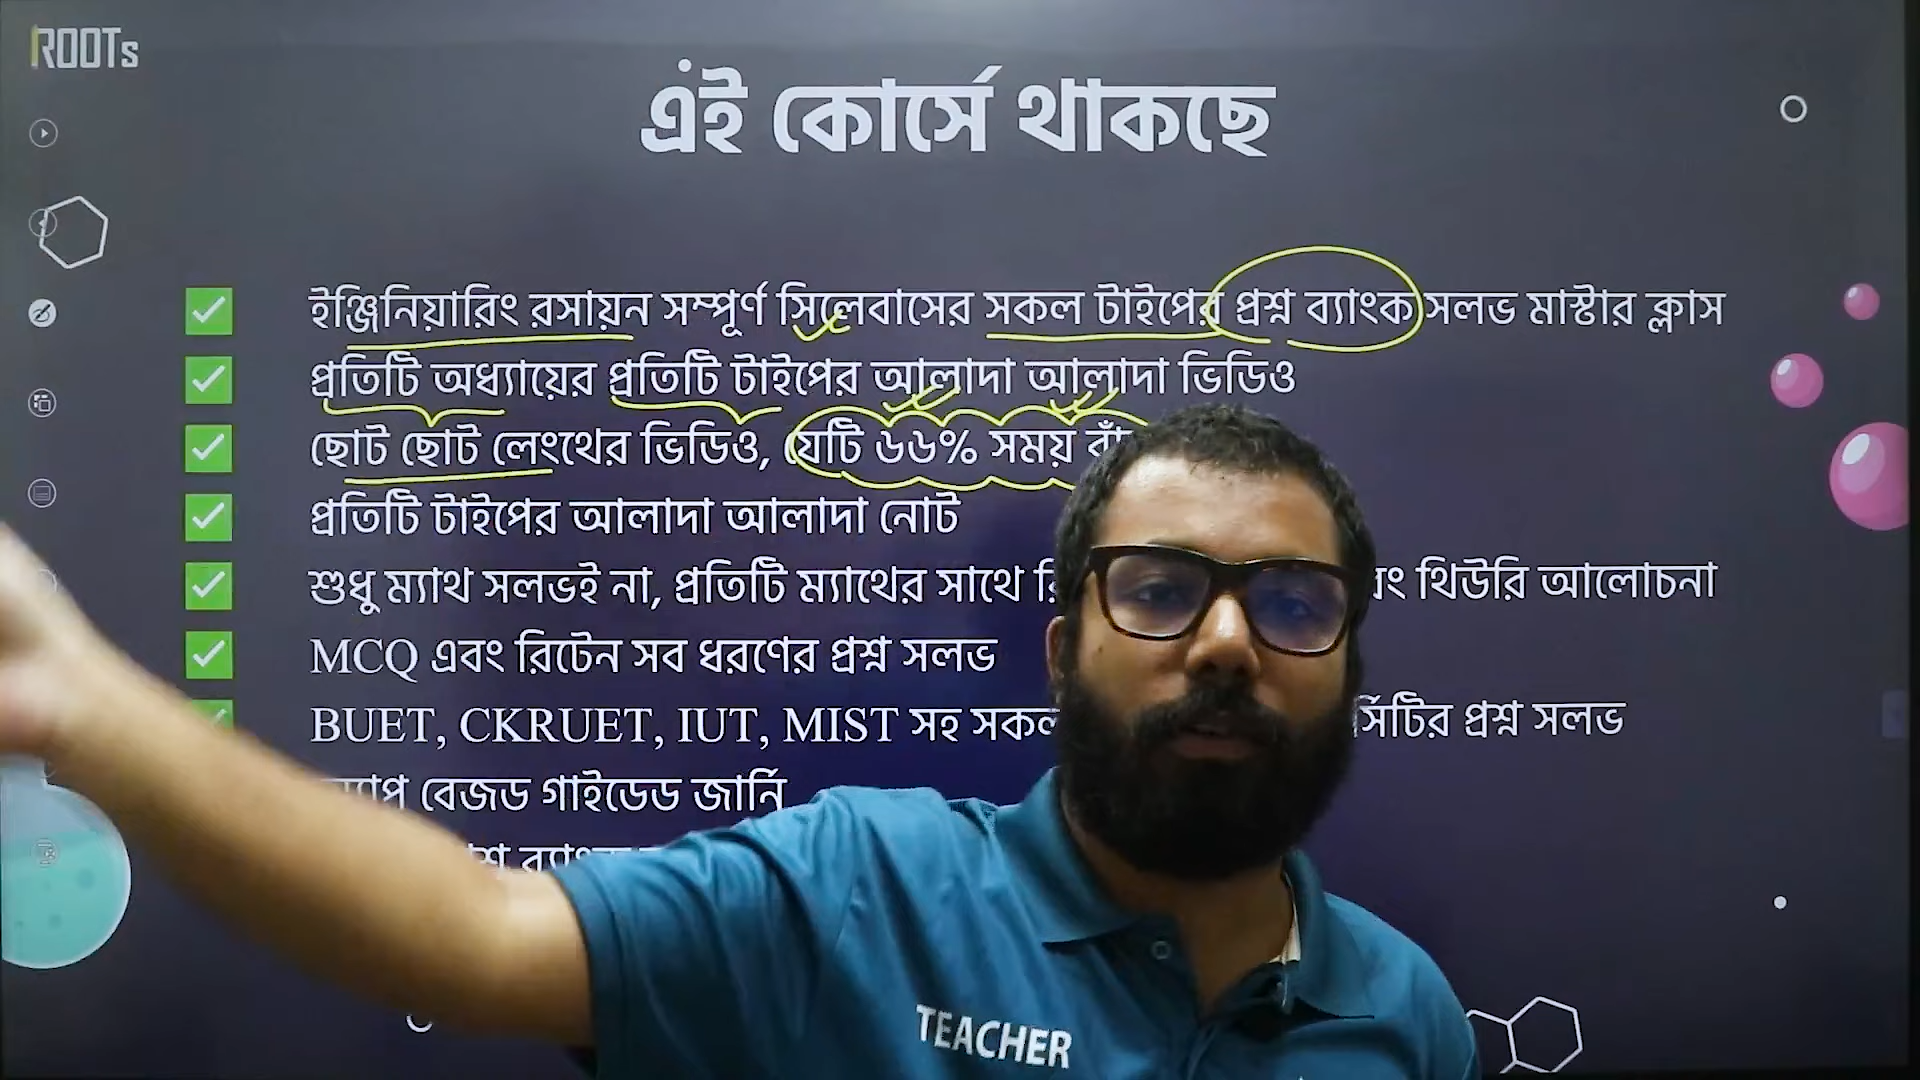 ROOTs
এই কোর্সে থাকছে
ইঞ্জিনিয়ারিং রসায়ন সম্পূর্ণ সিলেবাসের সকল টাইপের প্রশ্ন ব্যাংক সলভ মাস্টার ক্লাস
প্রতিটি অধ্যায়ের প্রতিটি টাইপের আলাদা আলাদা ভিডিও
ছোট ছোট লেংথের ভিডিও, যেটি ৬৬% সময়
প্রতিটি টাইপের আলাদা আলাদা নোট
শুধু ম্যাথ সলভই না, প্রতিটি ম্যাথের সাথে থিউরি আলোচনা
MCQ এবং রিটেন সব ধরণের প্রশ্ন সলভ
BUET, CKRUET, IUT, MIST সহ সকল প্রশ্ন সলভ
বেজড গাইডেড জার্নি
TEACHER